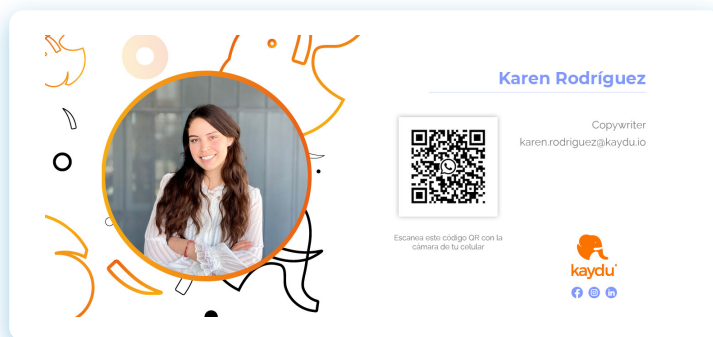 Karen Rodríguez
Copywriter
karen.rodriguez@kaydu.io
Escanea este código QR con la
cámara de tu celular
kaydu